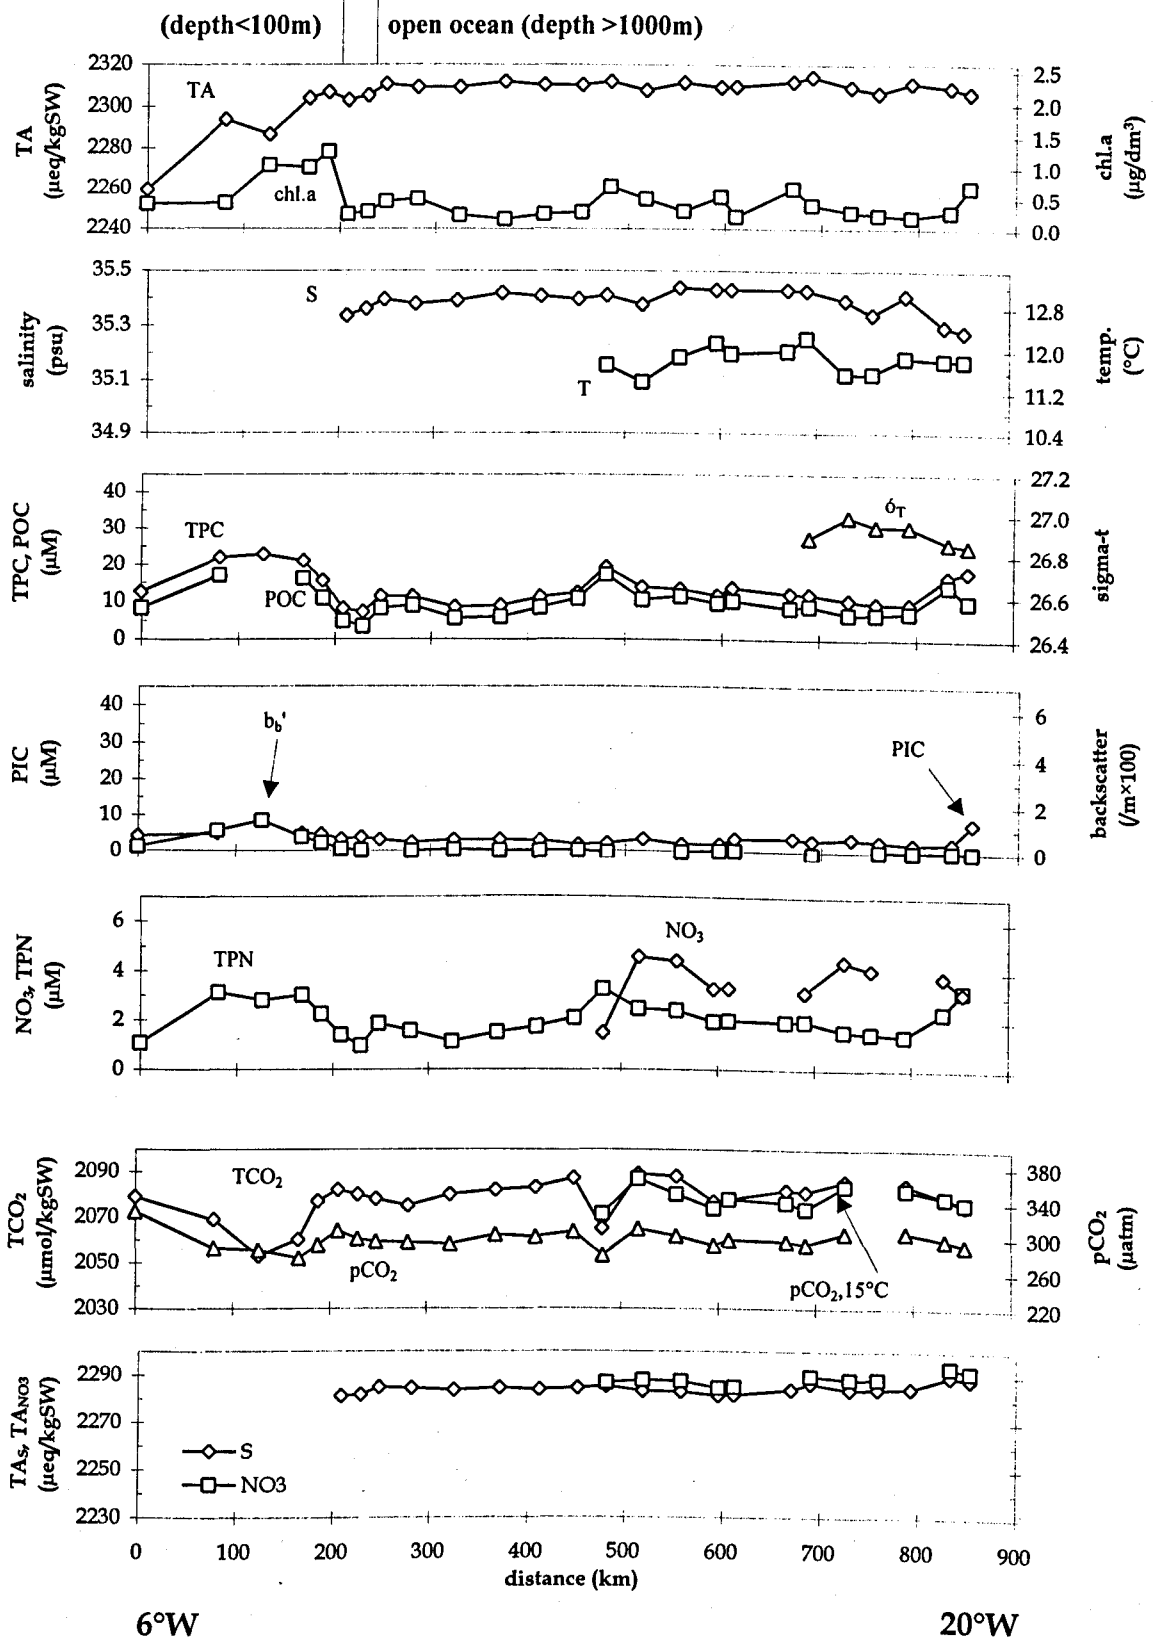 (depth<100m) open ocean (depth >1000m)
TA
(µeq/kgSW)
2320
2300
2280
2260
2240
2220
TA
chl.a
2.5
2.0
1.5
1.0
0.5
0.0
chl.a
(µg/dm³)
salinity
(psu)
35.5
35.3
35.1
34.9
S
T
12.8
12.0
11.2
10.4
temp.
(°C)
TPC, POC
(µM)
40
30
20
10
0
TPC
POC
σT
27.2
27.0
26.8
26.6
26.4
sigma-t
PIC
(µM)
40
30
20
10
0
bb'
PIC
6
4
2
0
backscatter
(/m×100)
NO3, TPN
(µM)
6
4
2
0
TPN
NO3
TCO2
(µmol/kgSW)
2090
2070
2050
2030
TCO2
pCO2
pCO2,15°C
380
340
300
260
220
pCO2
(µatm)
TAS, TANO3
(µeq/kgSW)
2290
2270
2250
2230
S
NO3
0 100 200 300 400 500 600 700 800 900
distance (km)
6°W 20°W